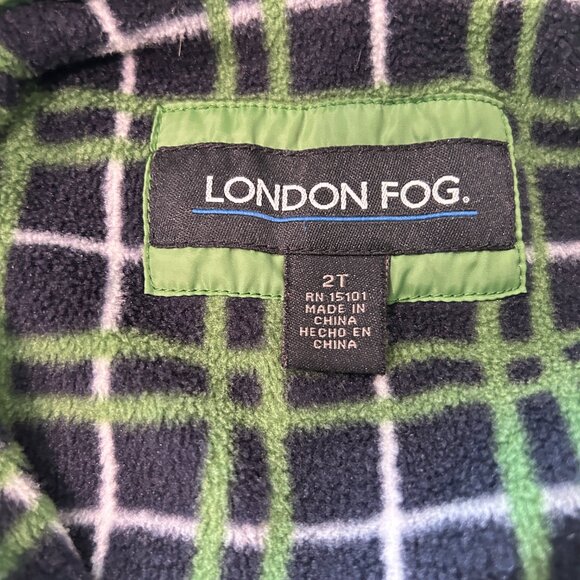 LONDON FOG.
2T
RN 15101
MADE IN
CHINA
HECHO EN
CHINA